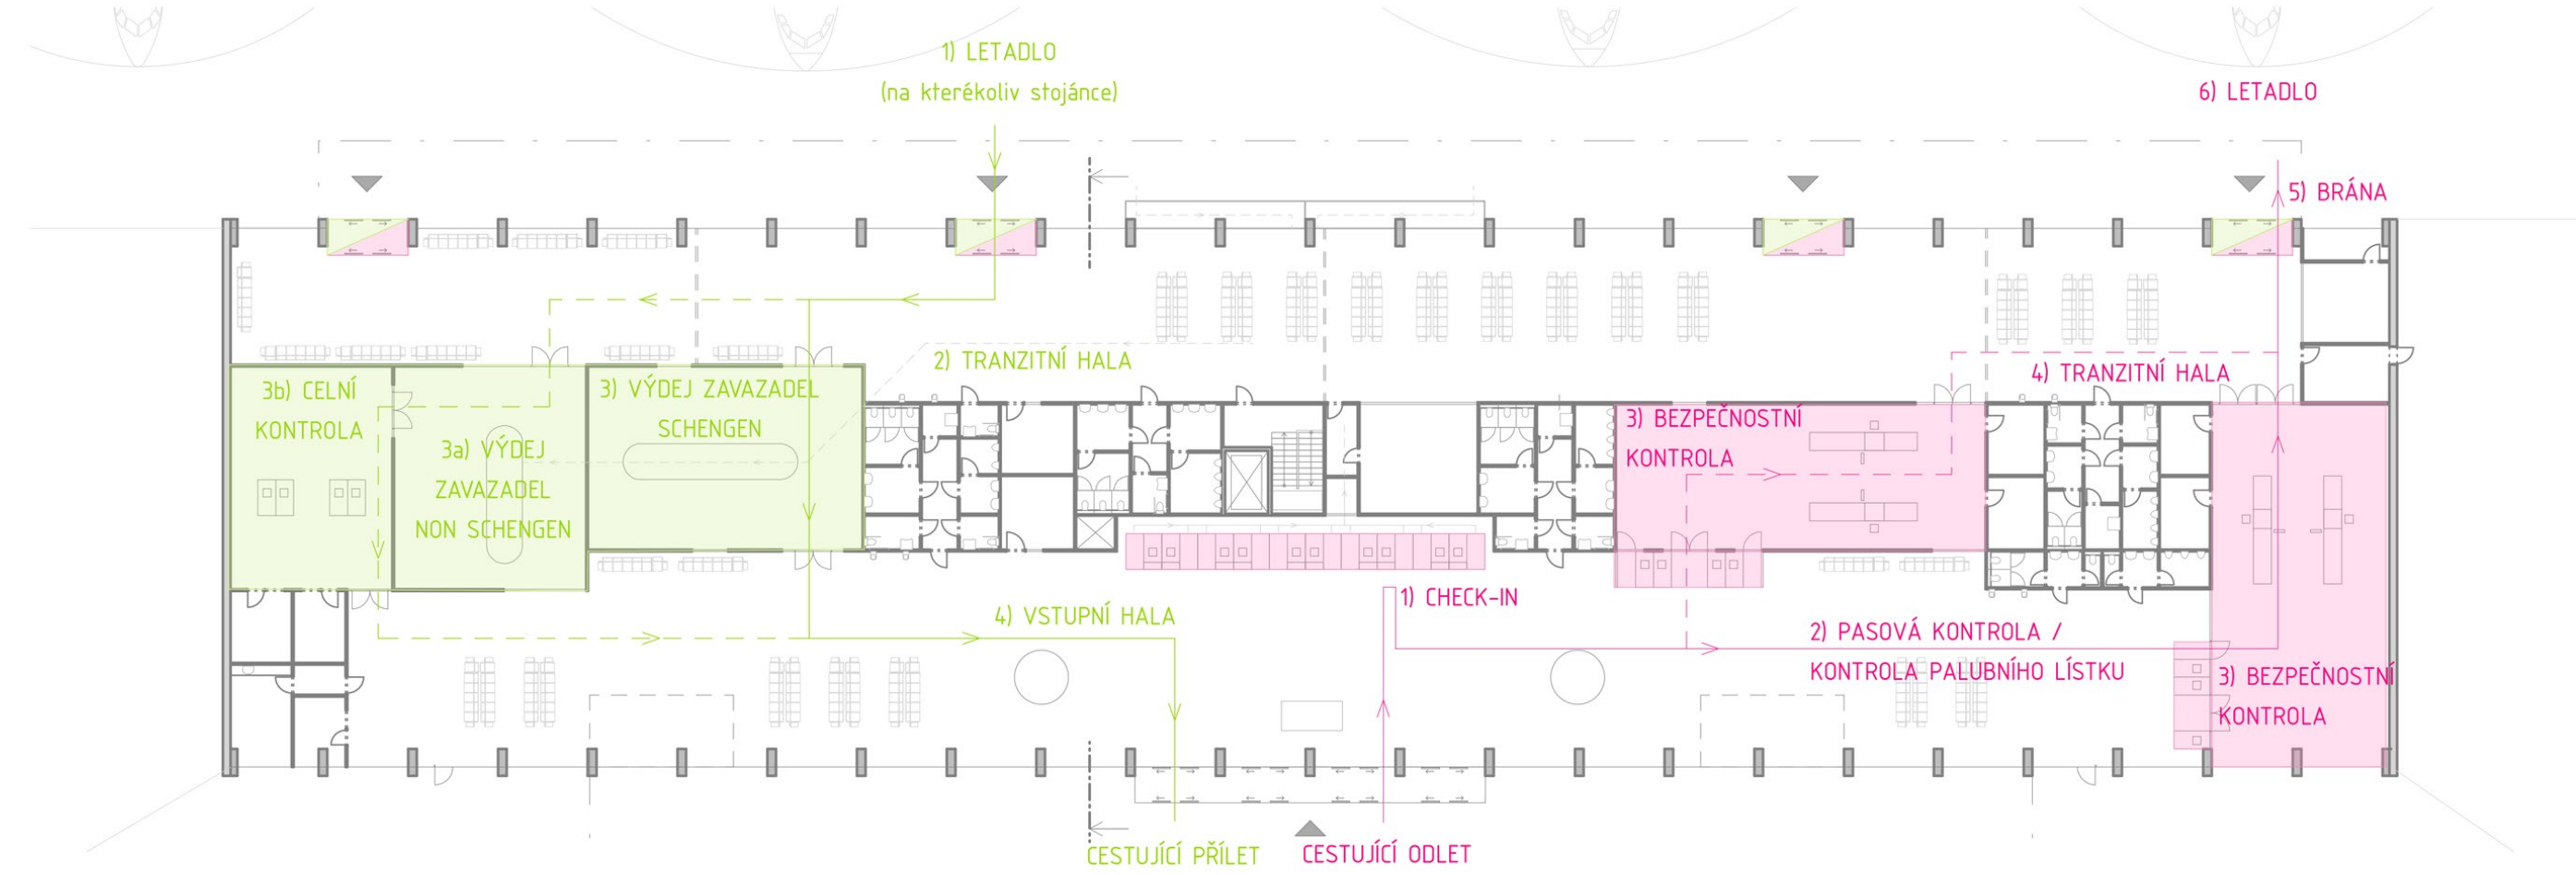 1) LETADLO
(na kterékoliv stojánce)
6) LETADLO
5) BRÁNA
2) TRANZITNÍ HALA
4) TRANZITNÍ HALA
3b) CELNÍ
KONTROLA
3a) VÝDEJ
ZAVAZADEL
NON SCHENGEN
3) VÝDEJ ZAVAZADEL
SCHENGEN
3) BEZPEČNOSTNÍ
KONTROLA
4) VSTUPNÍ HALA
1) CHECK-IN
2) PASOVÁ KONTROLA /
KONTROLA PALUBNÍHO LÍSTKU
3) BEZPEČNOSTNÍ
KONTROLA
CESTUJÍCÍ PŘÍLET
CESTUJÍCÍ ODLET